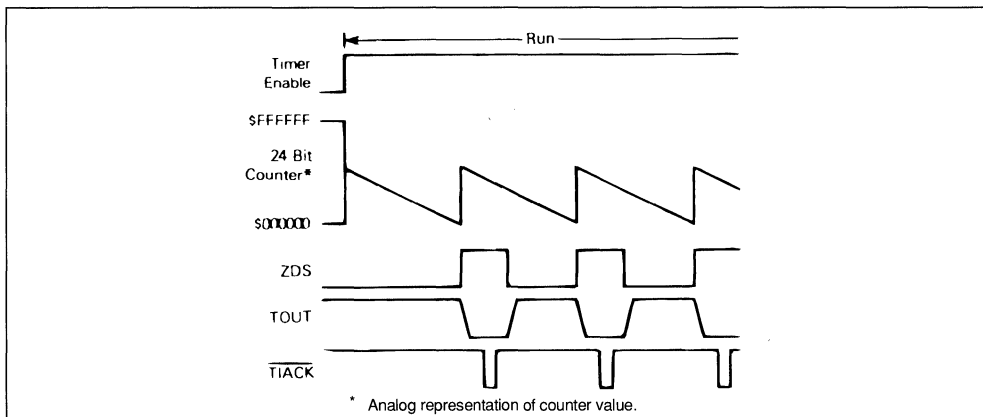 Run
Timer
Enable
$FFFFFF
24 Bit
Counter*
$000000
ZDS
TOUT
TIACK
* Analog representation of counter value.